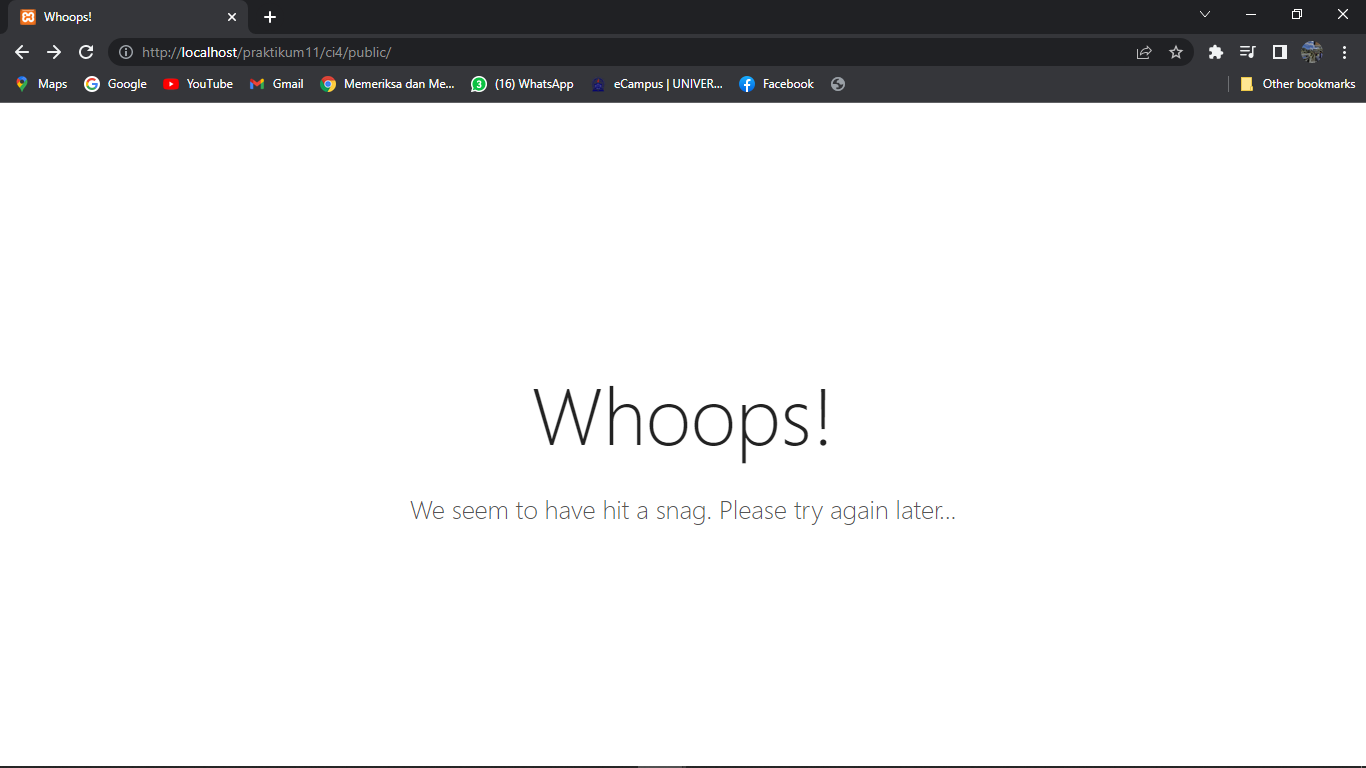 Whoops!
http://localhost/praktikum11/ci4/public/
Maps Google YouTube Gmail Memeriksa dan Me... 3 (16) WhatsApp eCampus | UNIVER... Facebook Other bookmarks
Whoops!
We seem to have hit a snag. Please try again later...